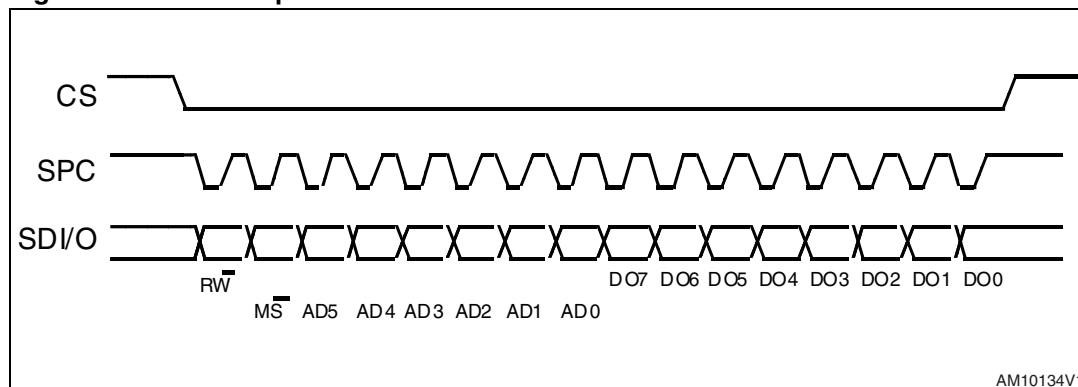 CS
SPC
SDI/O
RW DO7 DO6 DO5 DO4 DO3 DO2 DO1 DO0
MS AD5 AD4 AD3 AD2 AD1 AD0
AM10134V1